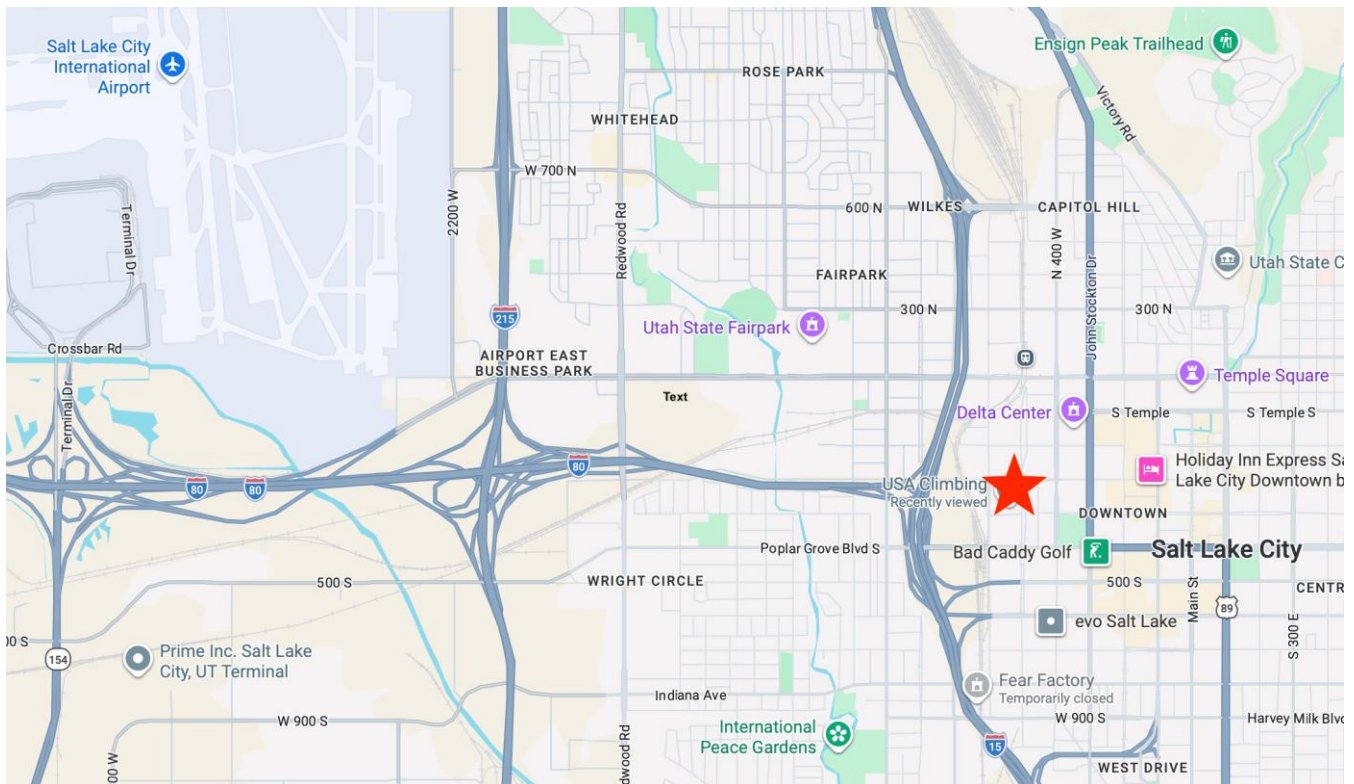 Salt Lake City
International
Airport
Ensign Peak Trailhead
ROSE PARK
Victory Rd
WHITEHEAD
W 700 N
2200 W
Redwood Rd
600 N
WILKES
CAPITOL HILL
N 400 W
Terminal Dr
John Stockton Dr
Utah State C
FAIRPARK
300 N
300 N
215
Utah State Fairpark
Crossbar Rd
AIRPORT EAST
BUSINESS PARK
Temple Square
Text
Delta Center
S Temple
S Temple S
Terminal Dr
80
80
80
USA Climbing
Recently viewed
Holiday Inn Express Sa
Lake City Downtown b
DOWNTOWN
Poplar Grove Blvd S
Bad Caddy Golf
Salt Lake City
500 S
WRIGHT CIRCLE
500 S
CENTR
Main St
89
evo Salt Lake
S 300 E
00 S
154
Prime Inc. Salt Lake
City, UT Terminal
Indiana Ave
Fear Factory
Temporarily closed
W 900 S
International
Peace Gardens
W 900 S
Harvey Milk Blvd
15
00 W
dwood Rd
WEST DRIVE